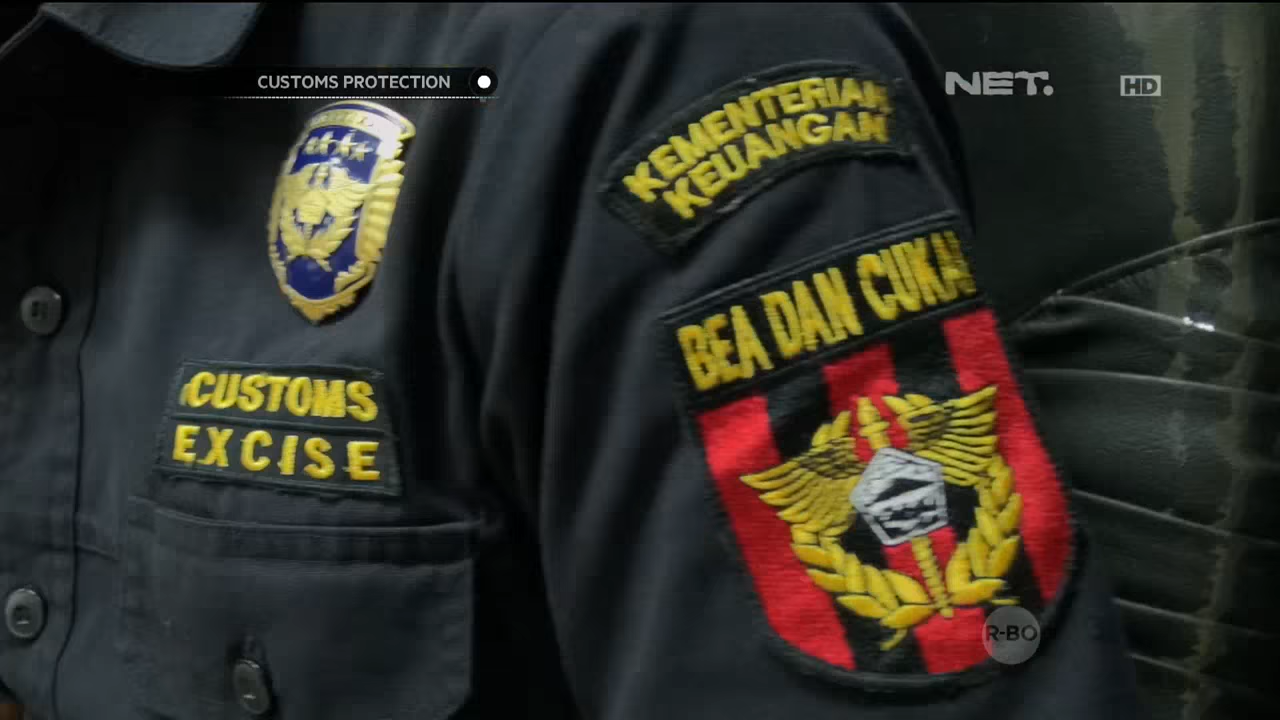 CUSTOMS PROTECTION
NET.
HD
KEMENTERIAN
KEUANGAN
BEA DAN CUKAI
CUSTOMS
EXCISE
R-BO